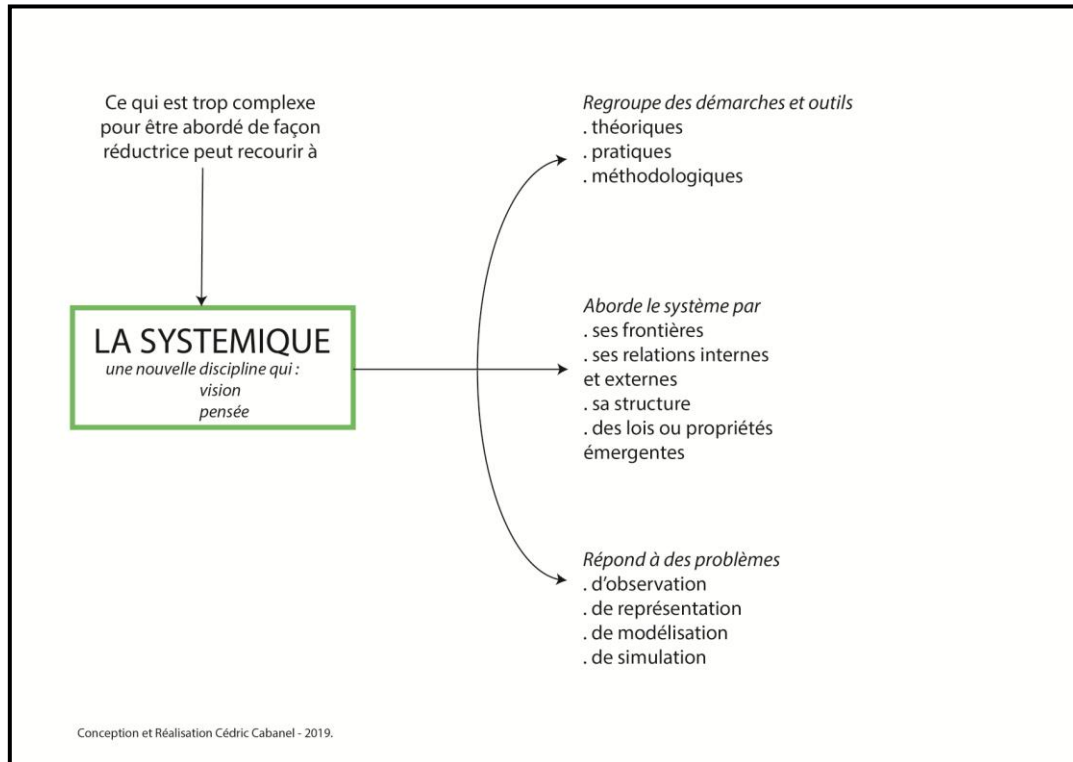 Ce qui est trop complexe
pour être abordé de façon
réductrice peut recourir à
LA SYSTEMIQUE
une nouvelle discipline qui :
vision
pensée
Regroupe des démarches et outils
. théoriques
. pratiques
. méthodologiques
Aborde le système par
. ses frontières
. ses relations internes
et externes
. sa structure
. des lois ou propriétés
émergentes
Répond à des problèmes
. d'observation
. de représentation
. de modélisation
. de simulation
Conception et Réalisation Cédric Cabanel - 2019.